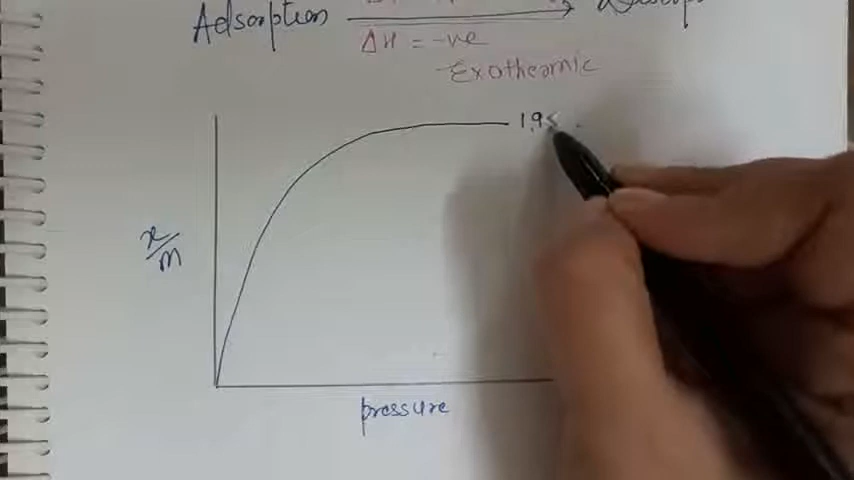 Adsorption
ΔH = -ve
Exothermic
x/m
pressure